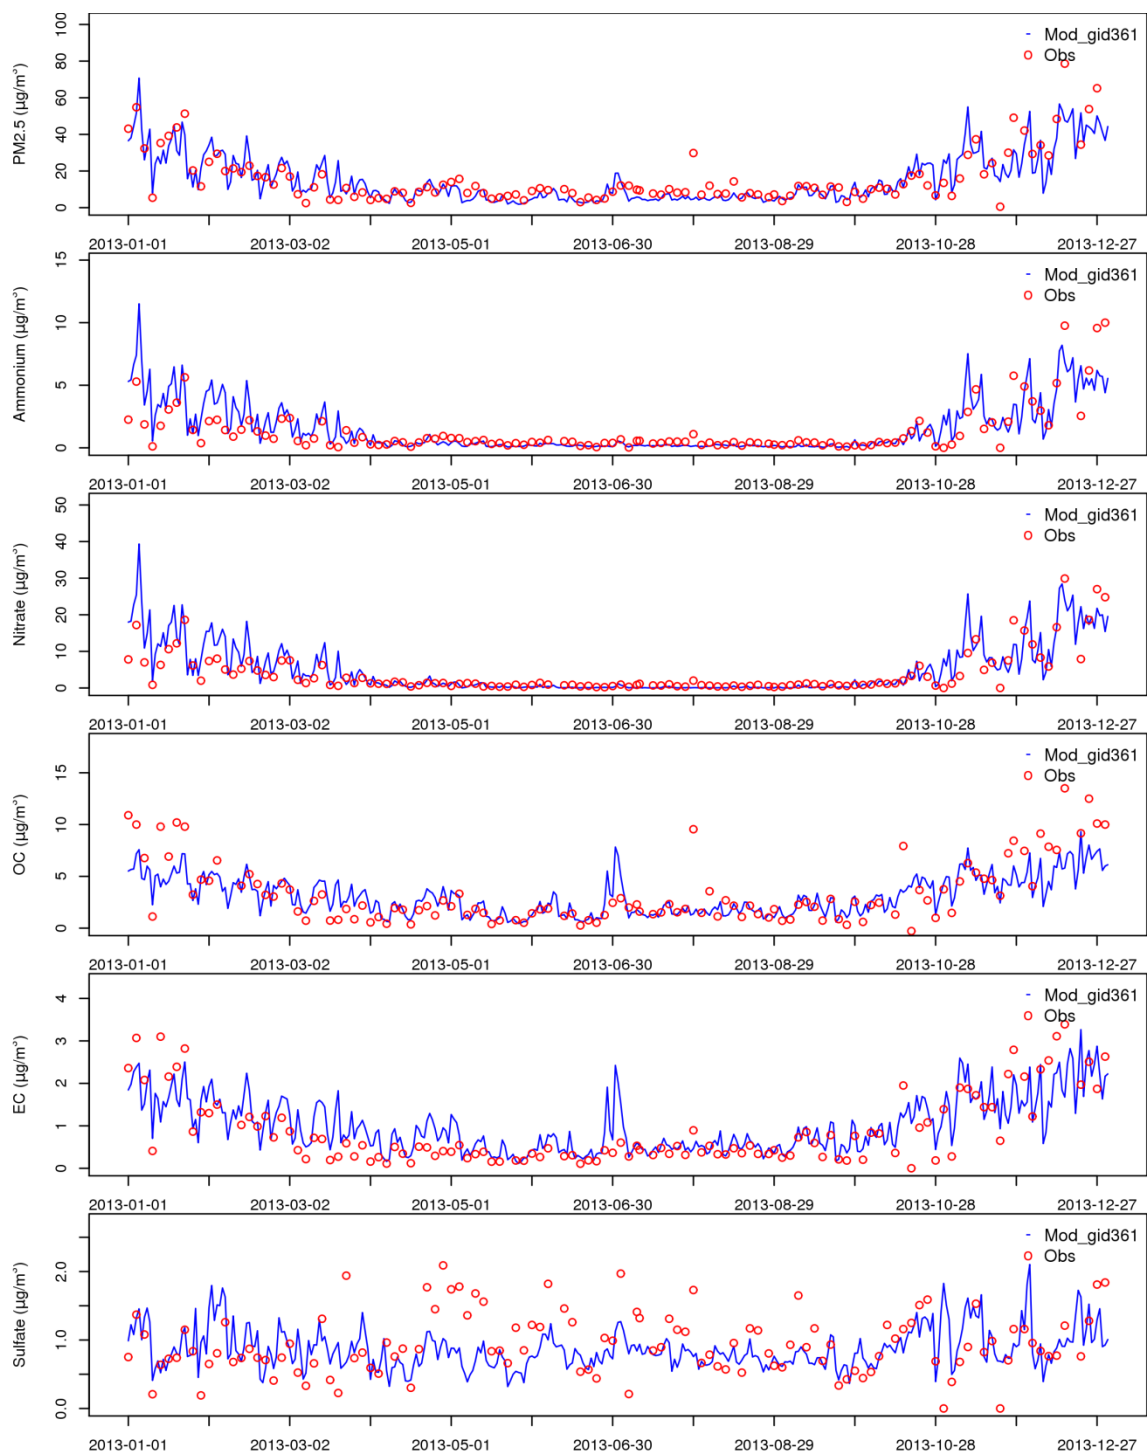 PM2.5 (µg/m³)
0 20 40 60 80 100
- Mod_gid361
o Obs
2013-01-01 2013-03-02 2013-05-01 2013-06-30 2013-08-29 2013-10-28 2013-12-27
Ammonium (µg/m³)
0 5 10 15
- Mod_gid361
o Obs
2013-01-01 2013-03-02 2013-05-01 2013-06-30 2013-08-29 2013-10-28 2013-12-27
Nitrate (µg/m³)
0 10 20 30 40 50
- Mod_gid361
o Obs
2013-01-01 2013-03-02 2013-05-01 2013-06-30 2013-08-29 2013-10-28 2013-12-27
OC (µg/m³)
0 5 10 15
- Mod_gid361
o Obs
2013-01-01 2013-03-02 2013-05-01 2013-06-30 2013-08-29 2013-10-28 2013-12-27
EC (µg/m³)
0 1 2 3 4
- Mod_gid361
o Obs
2013-01-01 2013-03-02 2013-05-01 2013-06-30 2013-08-29 2013-10-28 2013-12-27
Sulfate (µg/m³)
0.0 1.0 2.0
- Mod_gid361
o Obs
2013-01-01 2013-03-02 2013-05-01 2013-06-30 2013-08-29 2013-10-28 2013-12-27